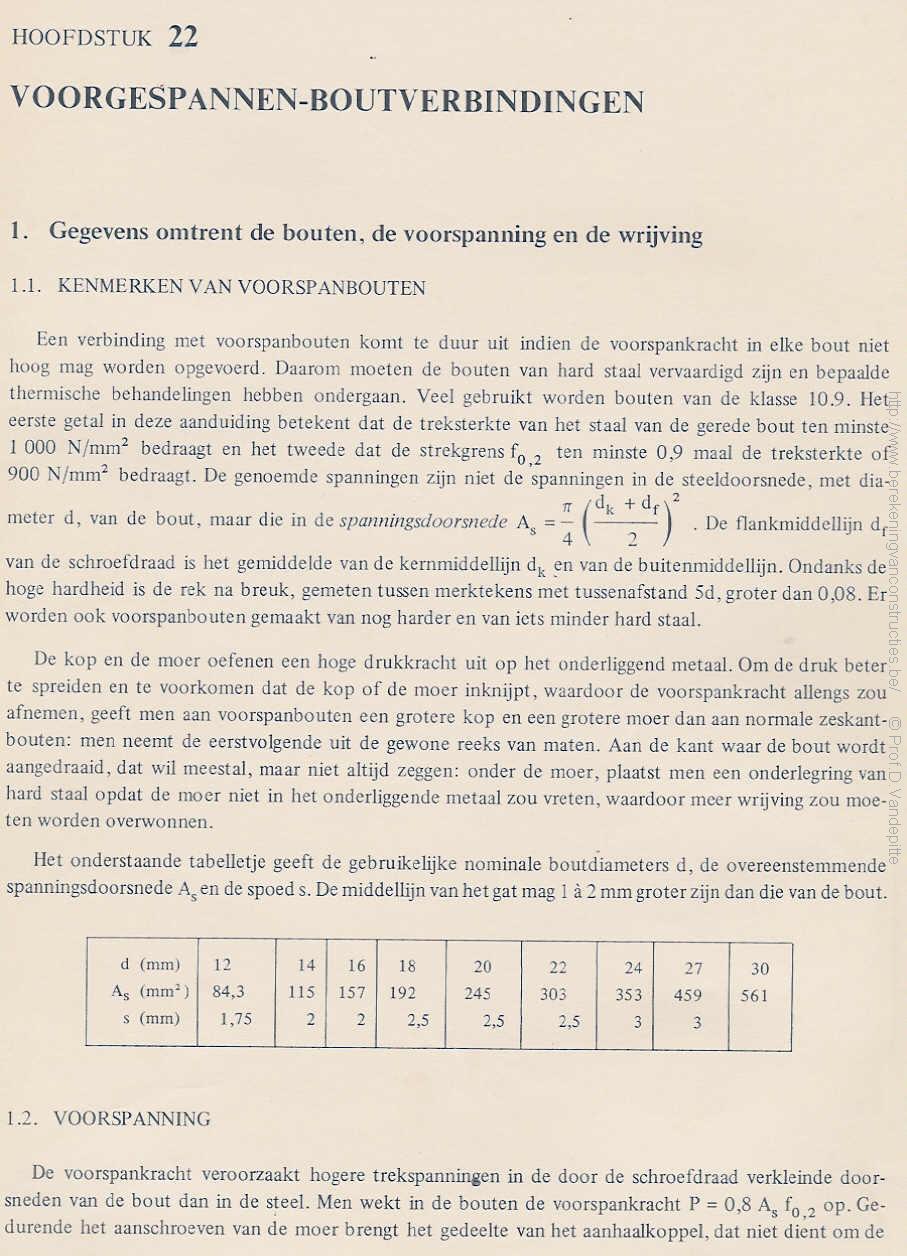 HOOFDSTUK 22
VOORGESPANNEN-BOUTVERBINDINGEN
1. Gegevens omtrent de bouten, de voorspanning en de wrijving
1.1. KENMERKEN VAN VOORSPANBOUTEN
Een verbinding met voorspanbouten komt te duur uit indien de voorspankracht in elke bout niet
hoog mag worden opgevoerd. Daarom moeten de bouten van hard staal vervaardigd zijn en bepaalde
thermische behandelingen hebben ondergaan. Veel gebruikt worden bouten van de klasse 10.9. Het
eerste getal in deze aanduiding betekent dat de treksterkte van het staal van de gerede bout ten minste
1 000 N/mm² bedraagt en het tweede dat de strekgrens f₀,₂ ten minste 0,9 maal de treksterkte of
900 N/mm² bedraagt. De genoemde spanningen zijn niet de spanningen in de steeldoorsnede, met dia-
meter d, van de bout, maar die in de spanningsdoorsnede A_s = π/4 ((d_k + d_f)/2)². De flankmiddellijn d_f
van de schroefdraad is het gemiddelde van de kernmiddellijn d_k en van de buitenmiddellijn. Ondanks de
hoge hardheid is de rek na breuk, gemeten tussen merktekens met tussenafstand 5d, groter dan 0,08. Er
worden ook voorspanbouten gemaakt van nog harder en van iets minder hard staal.
De kop en de moer oefenen een hoge drukkracht uit op het onderliggend metaal. Om de druk beter
te spreiden en te voorkomen dat de kop of de moer inknijpt, waardoor de voorspankracht allengs zou
afnemen, geeft men aan voorspanbouten een grotere kop en een grotere moer dan aan normale zeskant-
bouten: men neemt de eerstvolgende uit de gewone reeks van maten. Aan de kant waar de bout wordt
aangedraaid, dat wil meestal, maar niet altijd zeggen: onder de moer, plaatst men een onderlegring van
hard staal opdat de moer niet in het onderliggende metaal zou vreten, waardoor meer wrijving zou moe-
ten worden overwonnen.
Het onderstaande tabelletje geeft de gebruikelijke nominale boutdiameters d, de overeenstemmende
spanningsdoorsnede A_s en de spoed s. De middellijn van het gat mag 1 à 2 mm groter zijn dan die van de bout.
d (mm) 12 14 16 18 20 22 24 27 30
A_s (mm²) 84,3 115 157 192 245 303 353 459 561
s (mm) 1,75 2 2 2,5 2,5 2,5 3 3
1.2. VOORSPANNING
De voorspankracht veroorzaakt hogere trekspanningen in de door de schroefdraad verkleinde door-
sneden van de bout dan in de steel. Men wekt in de bouten de voorspankracht P = 0,8 A_s f₀,₂ op. Ge-
durende het aanschroeven van de moer brengt het gedeelte van het aanhaalkoppel, dat niet dient om de
http://www.berekeningvanconstructies.be/ © Prof D Vandepitte